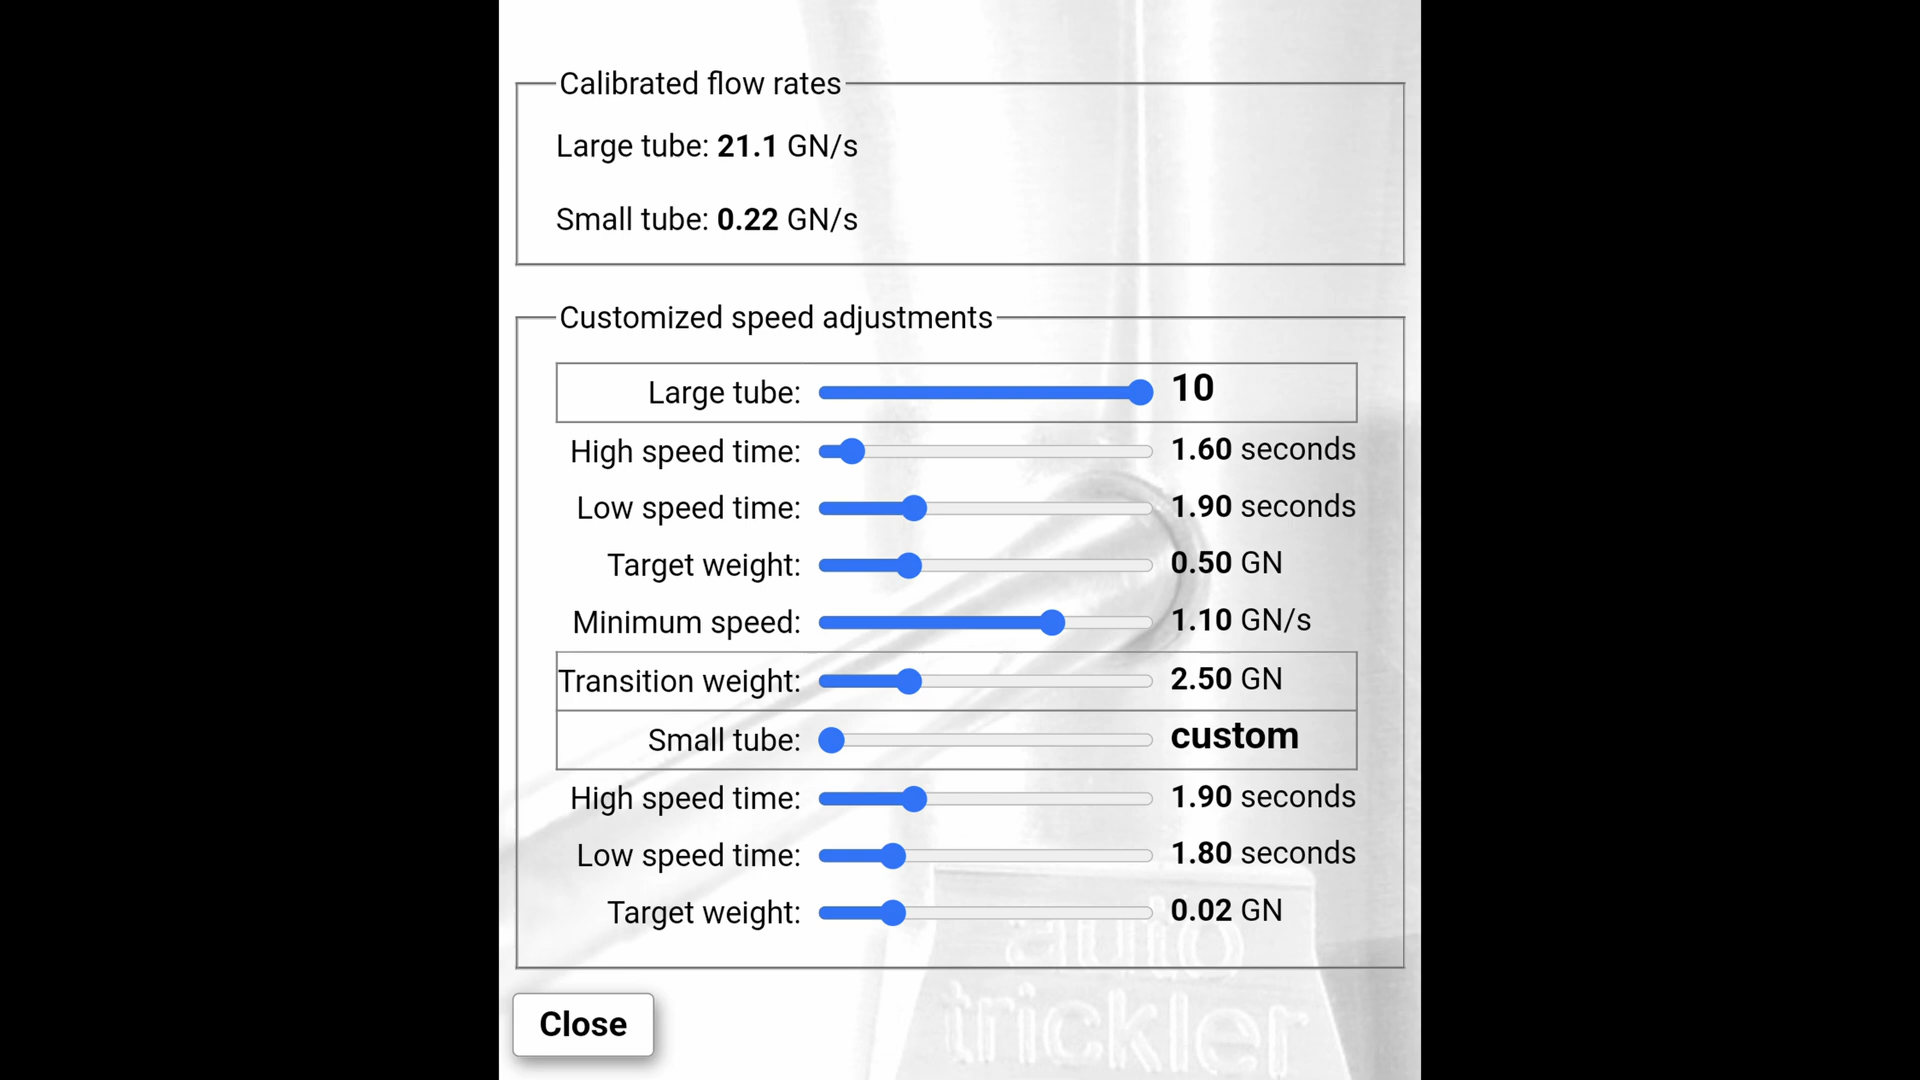 Calibrated flow rates
Large tube: 21.1 GN/s
Small tube: 0.22 GN/s
Customized speed adjustments
Large tube: 10
High speed time: 1.60 seconds
Low speed time: 1.90 seconds
Target weight: 0.50 GN
Minimum speed: 1.10 GN/s
Transition weight: 2.50 GN
Small tube: custom
High speed time: 1.90 seconds
Low speed time: 1.80 seconds
Target weight: 0.02 GN
auto
trickler
Close